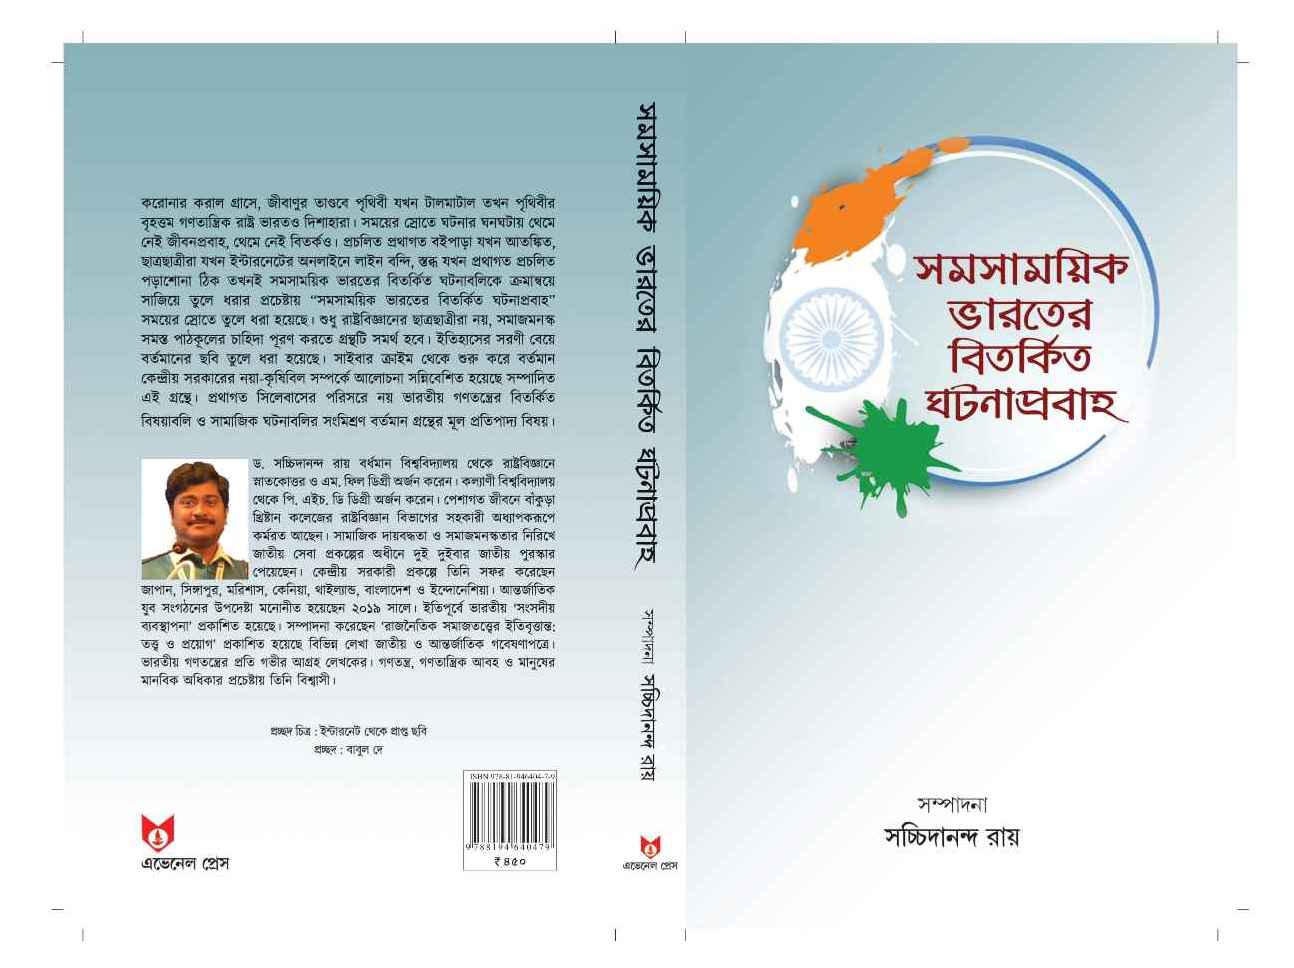 করোনার করাল গ্রাসে, জীবাণুর তাণ্ডবে পৃথিবী যখন টালমাটাল তখন পৃথিবীর
বৃহত্তম গণতান্ত্রিক রাষ্ট্র ভারতও দিশাহারা। সময়ের স্রোতে ঘটনার ঘনঘটায় থেমে
নেই জীবনপ্রবাহ, থেমে নেই বিতর্কও। প্রচলিত প্রথাগত বইপাড়া যখন আতঙ্কিত,
ছাত্রছাত্রীরা যখন ইন্টারনেটের অনলাইনে লাইন বন্দি, স্তব্ধ যখন প্রথাগত প্রচলিত
পড়াশোনা ঠিক তখনই সমসাময়িক ভারতের বিতর্কিত ঘটনাবলিকে ক্রমান্বয়ে
সাজিয়ে তুলে ধরার প্রচেষ্টায় “সমসাময়িক ভারতের বিতর্কিত ঘটনাপ্রবাহ”
সময়ের স্রোতে তুলে ধরা হয়েছে। শুধু রাষ্ট্রবিজ্ঞানের ছাত্রছাত্রীরা নয়, সমাজমনস্ক
সমস্ত পাঠকূলের চাহিদা পূরণ করতে গ্রন্থটি সমর্থ হবে। ইতিহাসের সরণী বেয়ে
বর্তমানের ছবি তুলে ধরা হয়েছে। সাইবার ক্রাইম থেকে শুরু করে বর্তমান
কেন্দ্রীয় সরকারের নয়া-কৃষিবিল সম্পর্কে আলোচনা সন্নিবেশিত হয়েছে সম্পাদিত
এই গ্রন্থে। প্রথাগত সিলেবাসের পরিসরে নয় ভারতীয় গণতন্ত্রের বিতর্কিত
বিষয়াবলি ও সামাজিক ঘটনাবলির সংমিশ্রণ বর্তমান গ্রন্থের মূল প্রতিপাদ্য বিষয়।
ড. সচ্চিদানন্দ রায় বর্ধমান বিশ্ববিদ্যালয় থেকে রাষ্ট্রবিজ্ঞানে
স্নাতকোত্তর ও এম. ফিল ডিগ্রী অর্জন করেন। কল্যাণী বিশ্ববিদ্যালয়
থেকে পি. এইচ. ডি ডিগ্রী অর্জন করেন। পেশাগত জীবনে বাঁকুড়া
খ্রিষ্টান কলেজের রাষ্ট্রবিজ্ঞান বিভাগের সহকারী অধ্যাপকরূপে
কর্মরত আছেন। সামাজিক দায়বদ্ধতা ও সমাজমনস্কতার নিরিখে
জাতীয় সেবা প্রকল্পের অধীনে দুই দুইবার জাতীয় পুরস্কার
পেয়েছেন। কেন্দ্রীয় সরকারী প্রকল্পে তিনি সফর করেছেন
জাপান, সিঙ্গাপুর, মরিশাস, কেনিয়া, থাইল্যান্ড, বাংলাদেশ ও ইন্দোনেশিয়া। আন্তর্জাতিক
যুব সংগঠনের উপদেষ্টা মনোনীত হয়েছেন ২০১৯ সালে। ইতিপূর্বে ভারতীয় ‘সংসদীয়
ব্যবস্থাপনা’ প্রকাশিত হয়েছে। সম্পাদনা করেছেন ‘রাজনৈতিক সমাজতত্ত্বের ইতিবৃত্তান্ত:
তত্ত্ব ও প্রয়োগ’ প্রকাশিত হয়েছে বিভিন্ন লেখা জাতীয় ও আন্তর্জাতিক গবেষণাপত্রে।
ভারতীয় গণতন্ত্রের প্রতি গভীর আগ্রহ লেখকের। গণতন্ত্র, গণতান্ত্রিক আবহ ও মানুষের
মানবিক অধিকার প্রচেষ্টায় তিনি বিশ্বাসী।
প্রচ্ছদ চিত্র : ইন্টারনেট থেকে প্রাপ্ত ছবি
প্রচ্ছদ : বাবুল দে
ISBN 978-81-946404-7-9
9 788194 640479
₹ ৪৫০
এভেনেল প্রেস
সমসাময়িক ভারতের বিতর্কিত ঘটনাপ্রবাহ
সম্পাদনা সচ্চিদানন্দ রায়
এভেনেল প্রেস
সমসাময়িক
ভারতের
বিতর্কিত
ঘটনাপ্রবাহ
সম্পাদনা
সচ্চিদানন্দ রায়